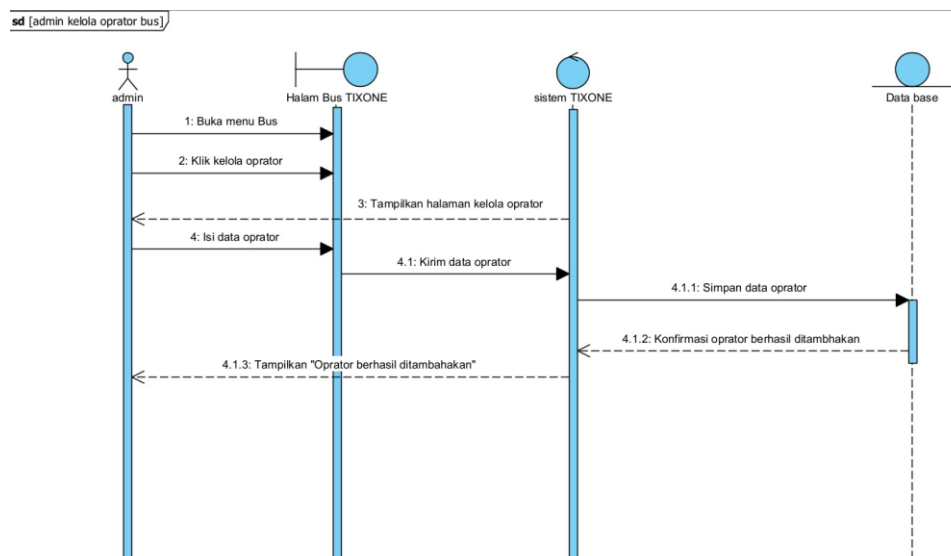 sd [admin kelola oprator bus]
admin
Halam Bus TIXONE
sistem TIXONE
Data base
1: Buka menu Bus
2: Klik kelola oprator
3: Tampilkan halaman kelola oprator
4: Isi data oprator
4.1: Kirim data oprator
4.1.1: Simpan data oprator
4.1.2: Konfirmasi oprator berhasil ditambhakan
4.1.3: Tampilkan "Oprator berhasil ditambahakan"